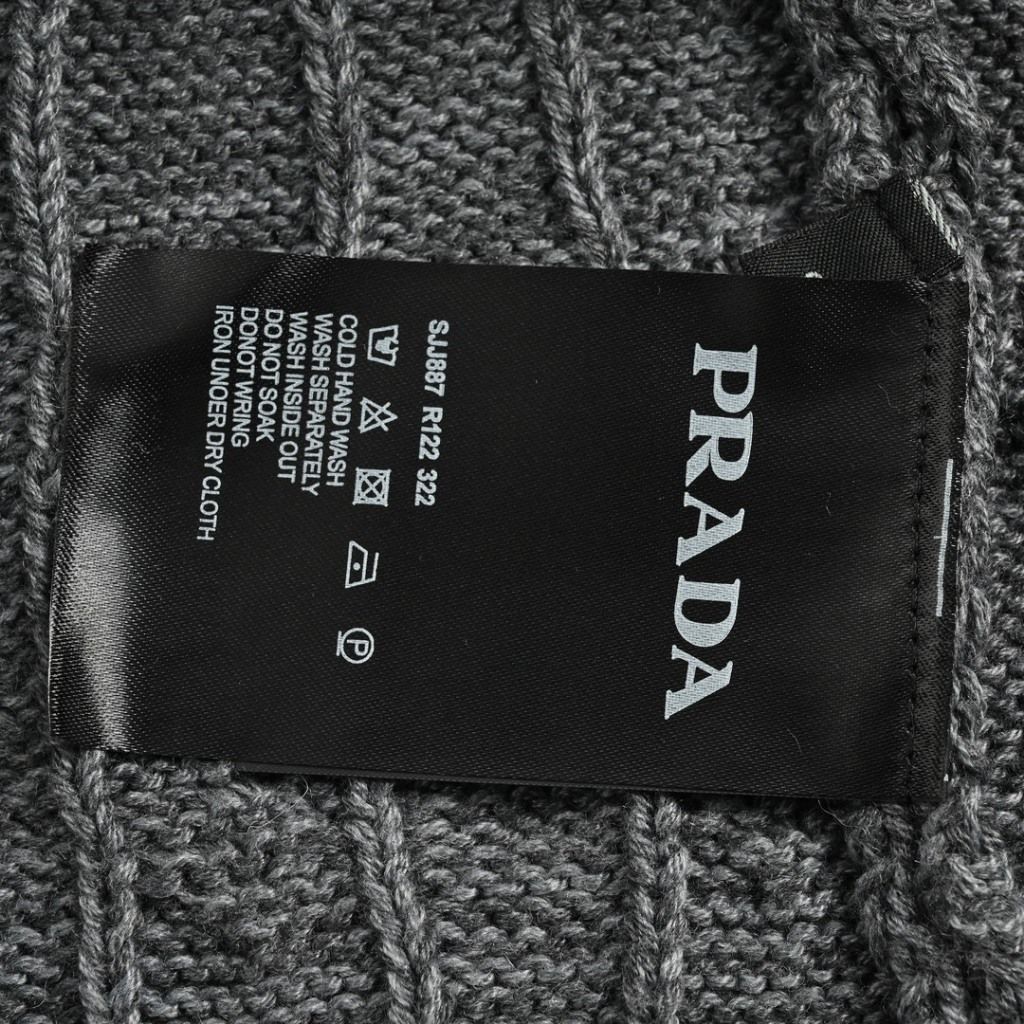 PRADA
SJJ887 R122 322
P
COLD HAND WASH
WASH SEPARATELY
WASH INSIDE OUT
DO NOT SOAK
DONOT WRING
IRON UNOER DRY CLOTH